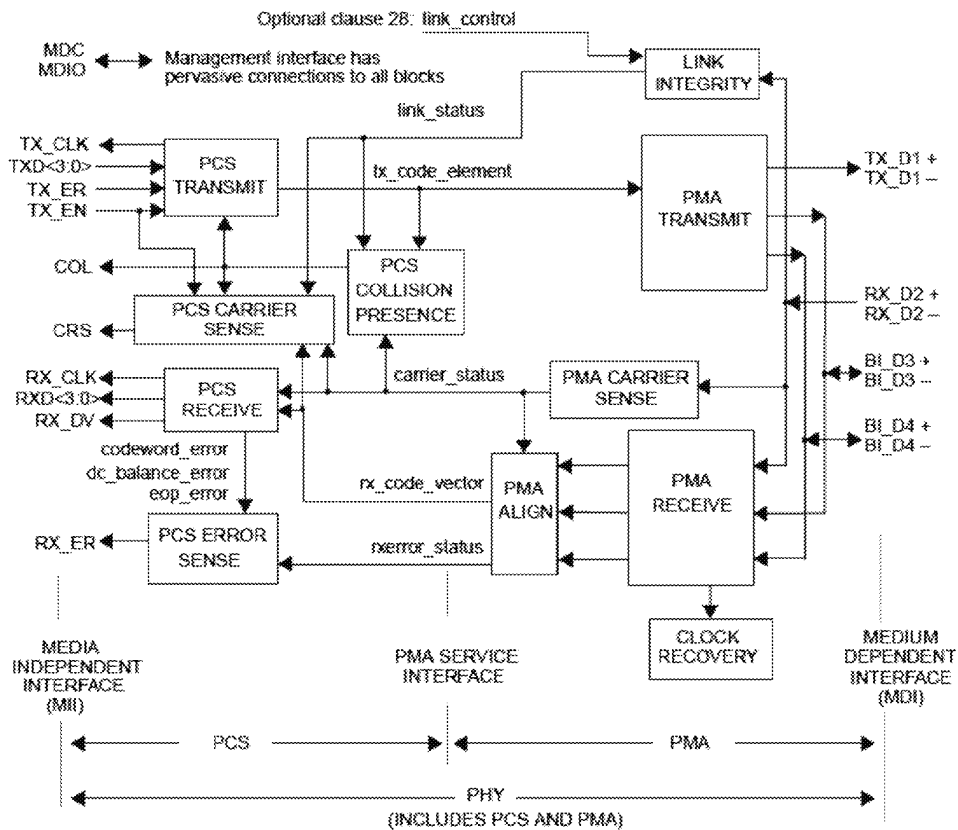 Optional clause 28: link_control
MDC
MDIO
Management interface has
pervasive connections to all blocks
LINK
INTEGRITY
link_status
TX_CLK
TXD<3:0>
TX_ER
TX_EN
PCS
TRANSMIT
tx_code_element
PMA
TRANSMIT
TX_D1 +
TX_D1 –
COL
PCS
COLLISION
PRESENCE
PCS CARRIER
SENSE
CRS
RX_D2 +
RX_D2 –
RX_CLK
RXD<3:0>
RX_DV
PCS
RECEIVE
carrier_status
PMA CARRIER
SENSE
BI_D3 +
BI_D3 –
BI_D4 +
BI_D4 –
codeword_error
dc_balance_error
eop_error
rx_code_vector
PMA
ALIGN
PMA
RECEIVE
RX_ER
PCS ERROR
SENSE
rxerror_status
CLOCK
RECOVERY
MEDIA
INDEPENDENT
INTERFACE
(MII)
PMA SERVICE
INTERFACE
MEDIUM
DEPENDENT
INTERFACE
(MDI)
PCS
PMA
PHY
(INCLUDES PCS AND PMA)